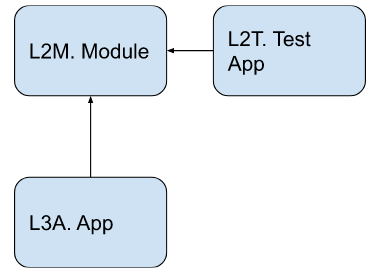 L2M. Module
L2T. Test
App
L3A. App